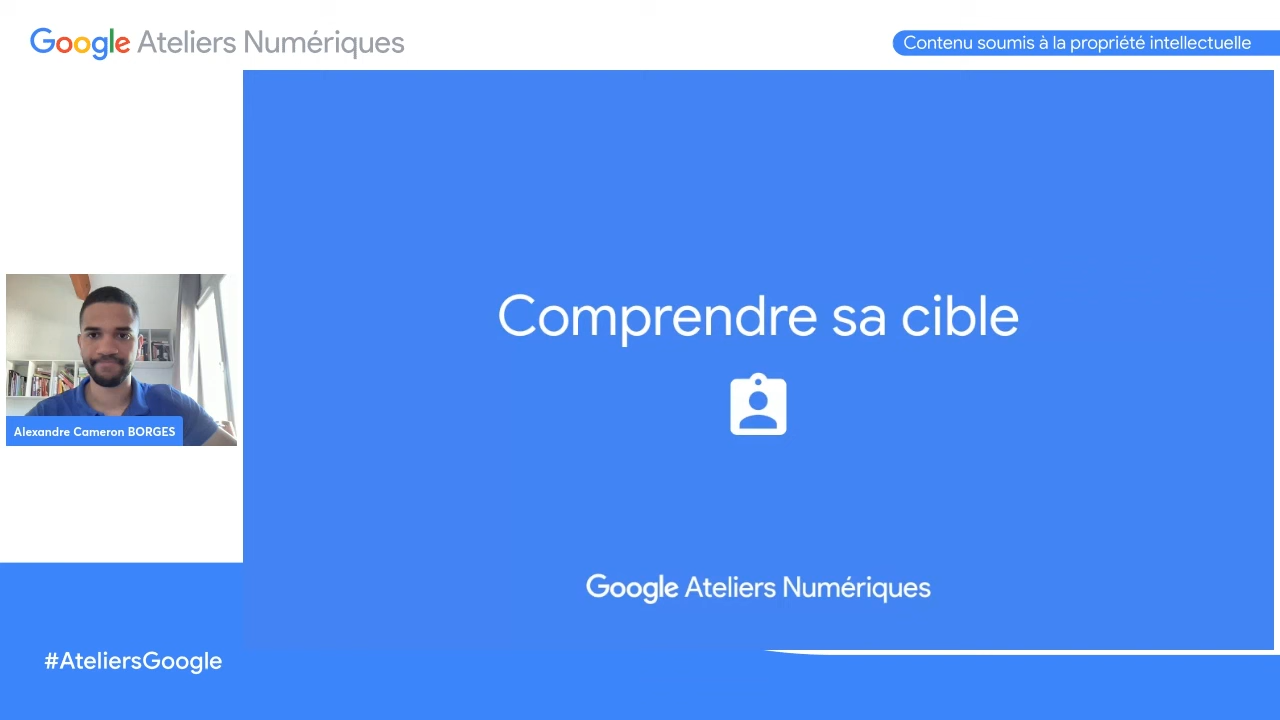 Google Ateliers Numériques
Contenu soumis à la propriété intellectuelle
Comprendre sa cible
Alexandre Cameron BORGES
Google Ateliers Numériques
#AteliersGoogle